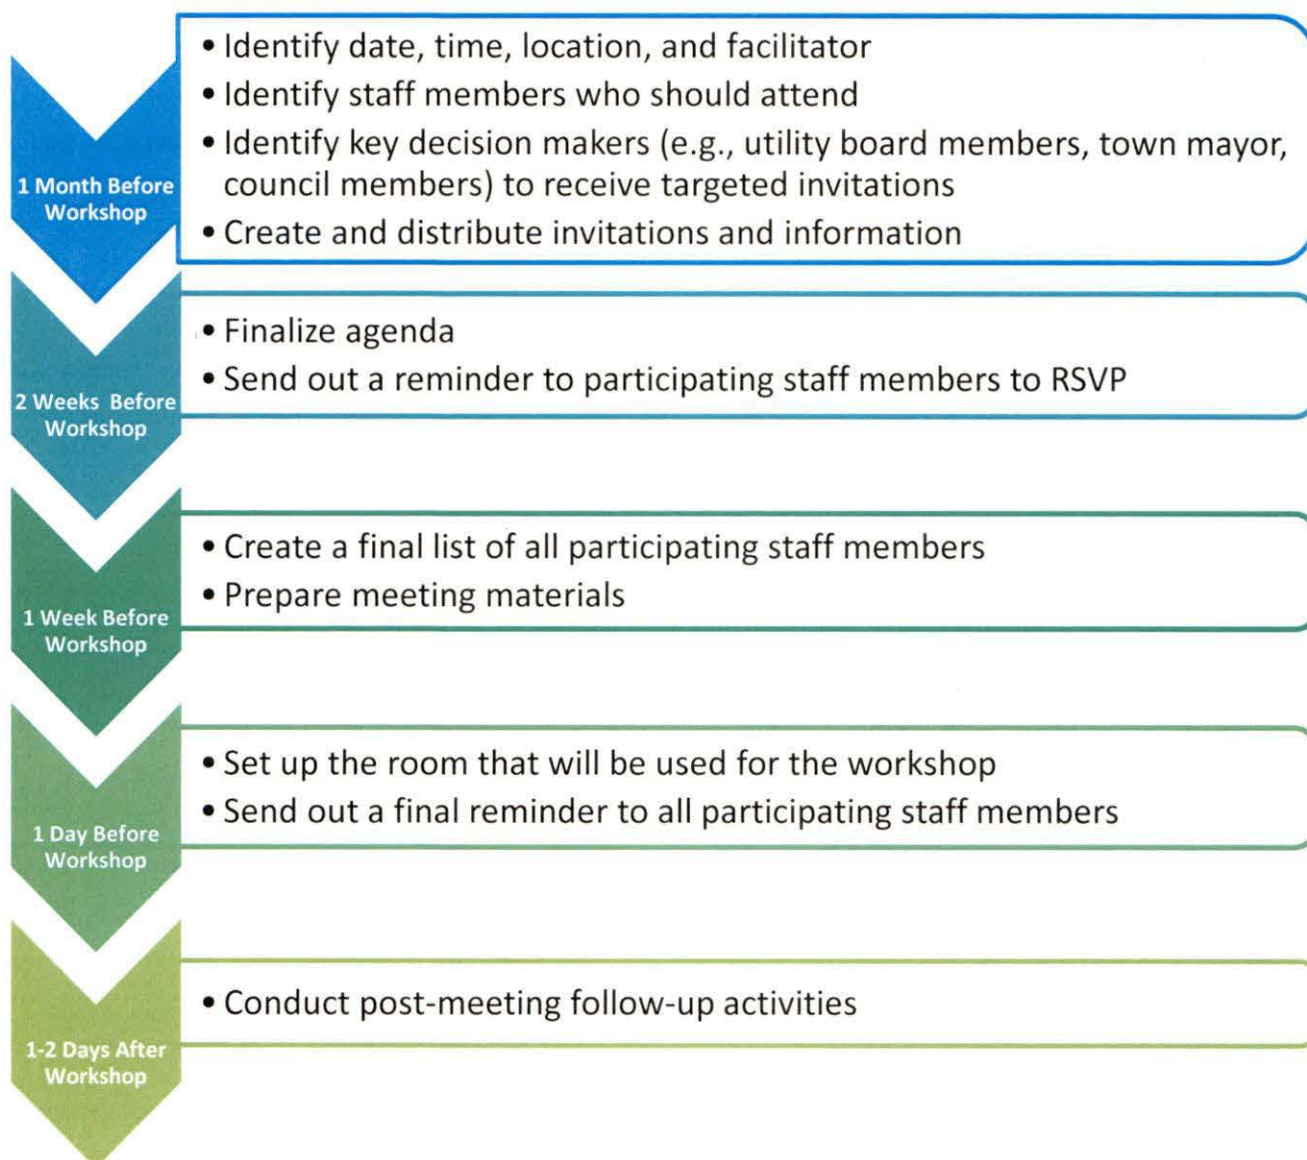 • Identify date, time, location, and facilitator
• Identify staff members who should attend
• Identify key decision makers (e.g., utility board members, town mayor,
council members) to receive targeted invitations
• Create and distribute invitations and information
1 Month Before
Workshop
• Finalize agenda
• Send out a reminder to participating staff members to RSVP
2 Weeks Before
Workshop
• Create a final list of all participating staff members
• Prepare meeting materials
1 Week Before
Workshop
• Set up the room that will be used for the workshop
• Send out a final reminder to all participating staff members
1 Day Before
Workshop
• Conduct post-meeting follow-up activities
1-2 Days After
Workshop